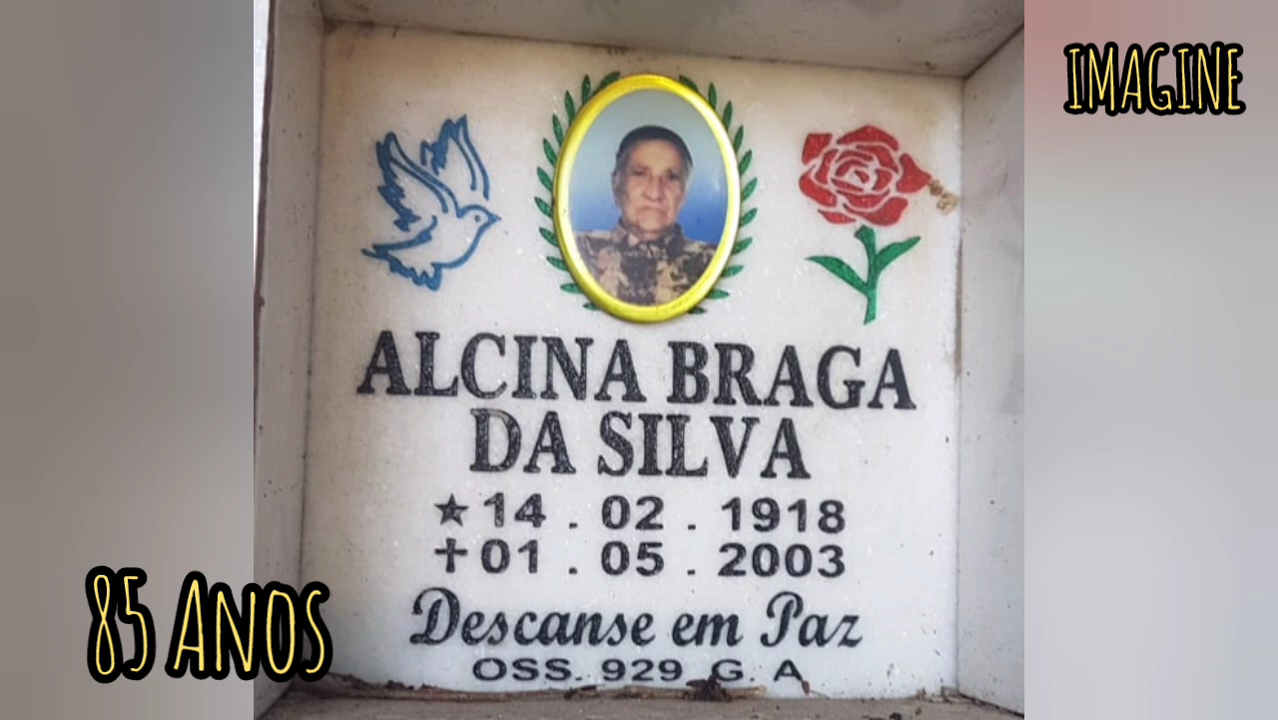 IMAGINE
ALCINA BRAGA
DA SILVA
★14.02.1918
✝01.05.2003
Descanse em Paz
OSS. 929 G. A
85 Anos